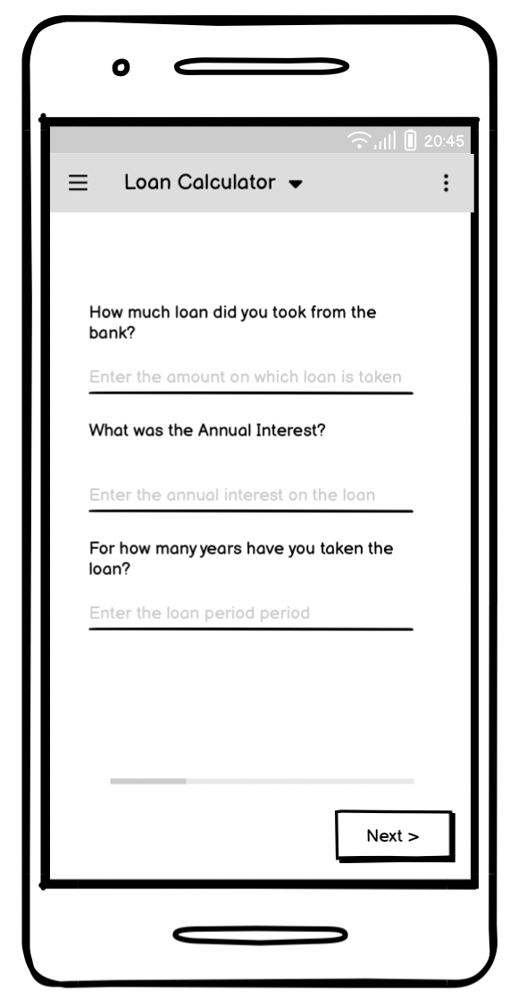 20:45
Loan Calculator
How much loan did you took from the
bank?
Enter the amount on which loan is taken
What was the Annual Interest?
Enter the annual interest on the loan
For how many years have you taken the
loan?
Enter the loan period period
Next >